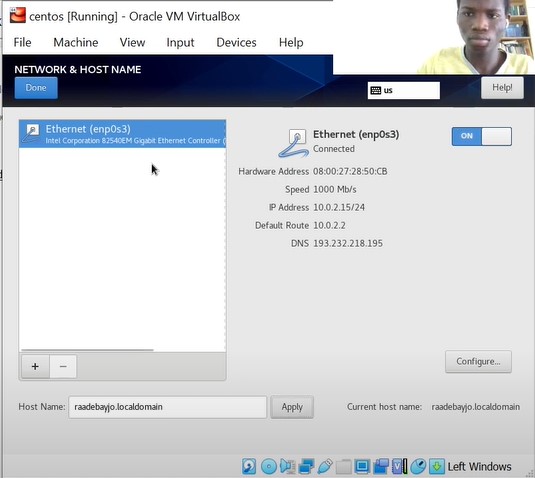 centos [Running] - Oracle VM VirtualBox
File Machine View Input Devices Help
NETWORK & HOST NAME
Done
us
Help!
Ethernet (enp0s3)
Intel Corporation 82540EM Gigabit Ethernet Controller (
Ethernet (enp0s3)
Connected
ON
Hardware Address 08:00:27:28:50:CB
Speed 1000 Mb/s
IP Address 10.0.2.15/24
Default Route 10.0.2.2
DNS 193.232.218.195
+ −
Configure...
Host Name: raadebayjo.localdomain Apply Current host name: raadebayjo.localdomain
Left Windows